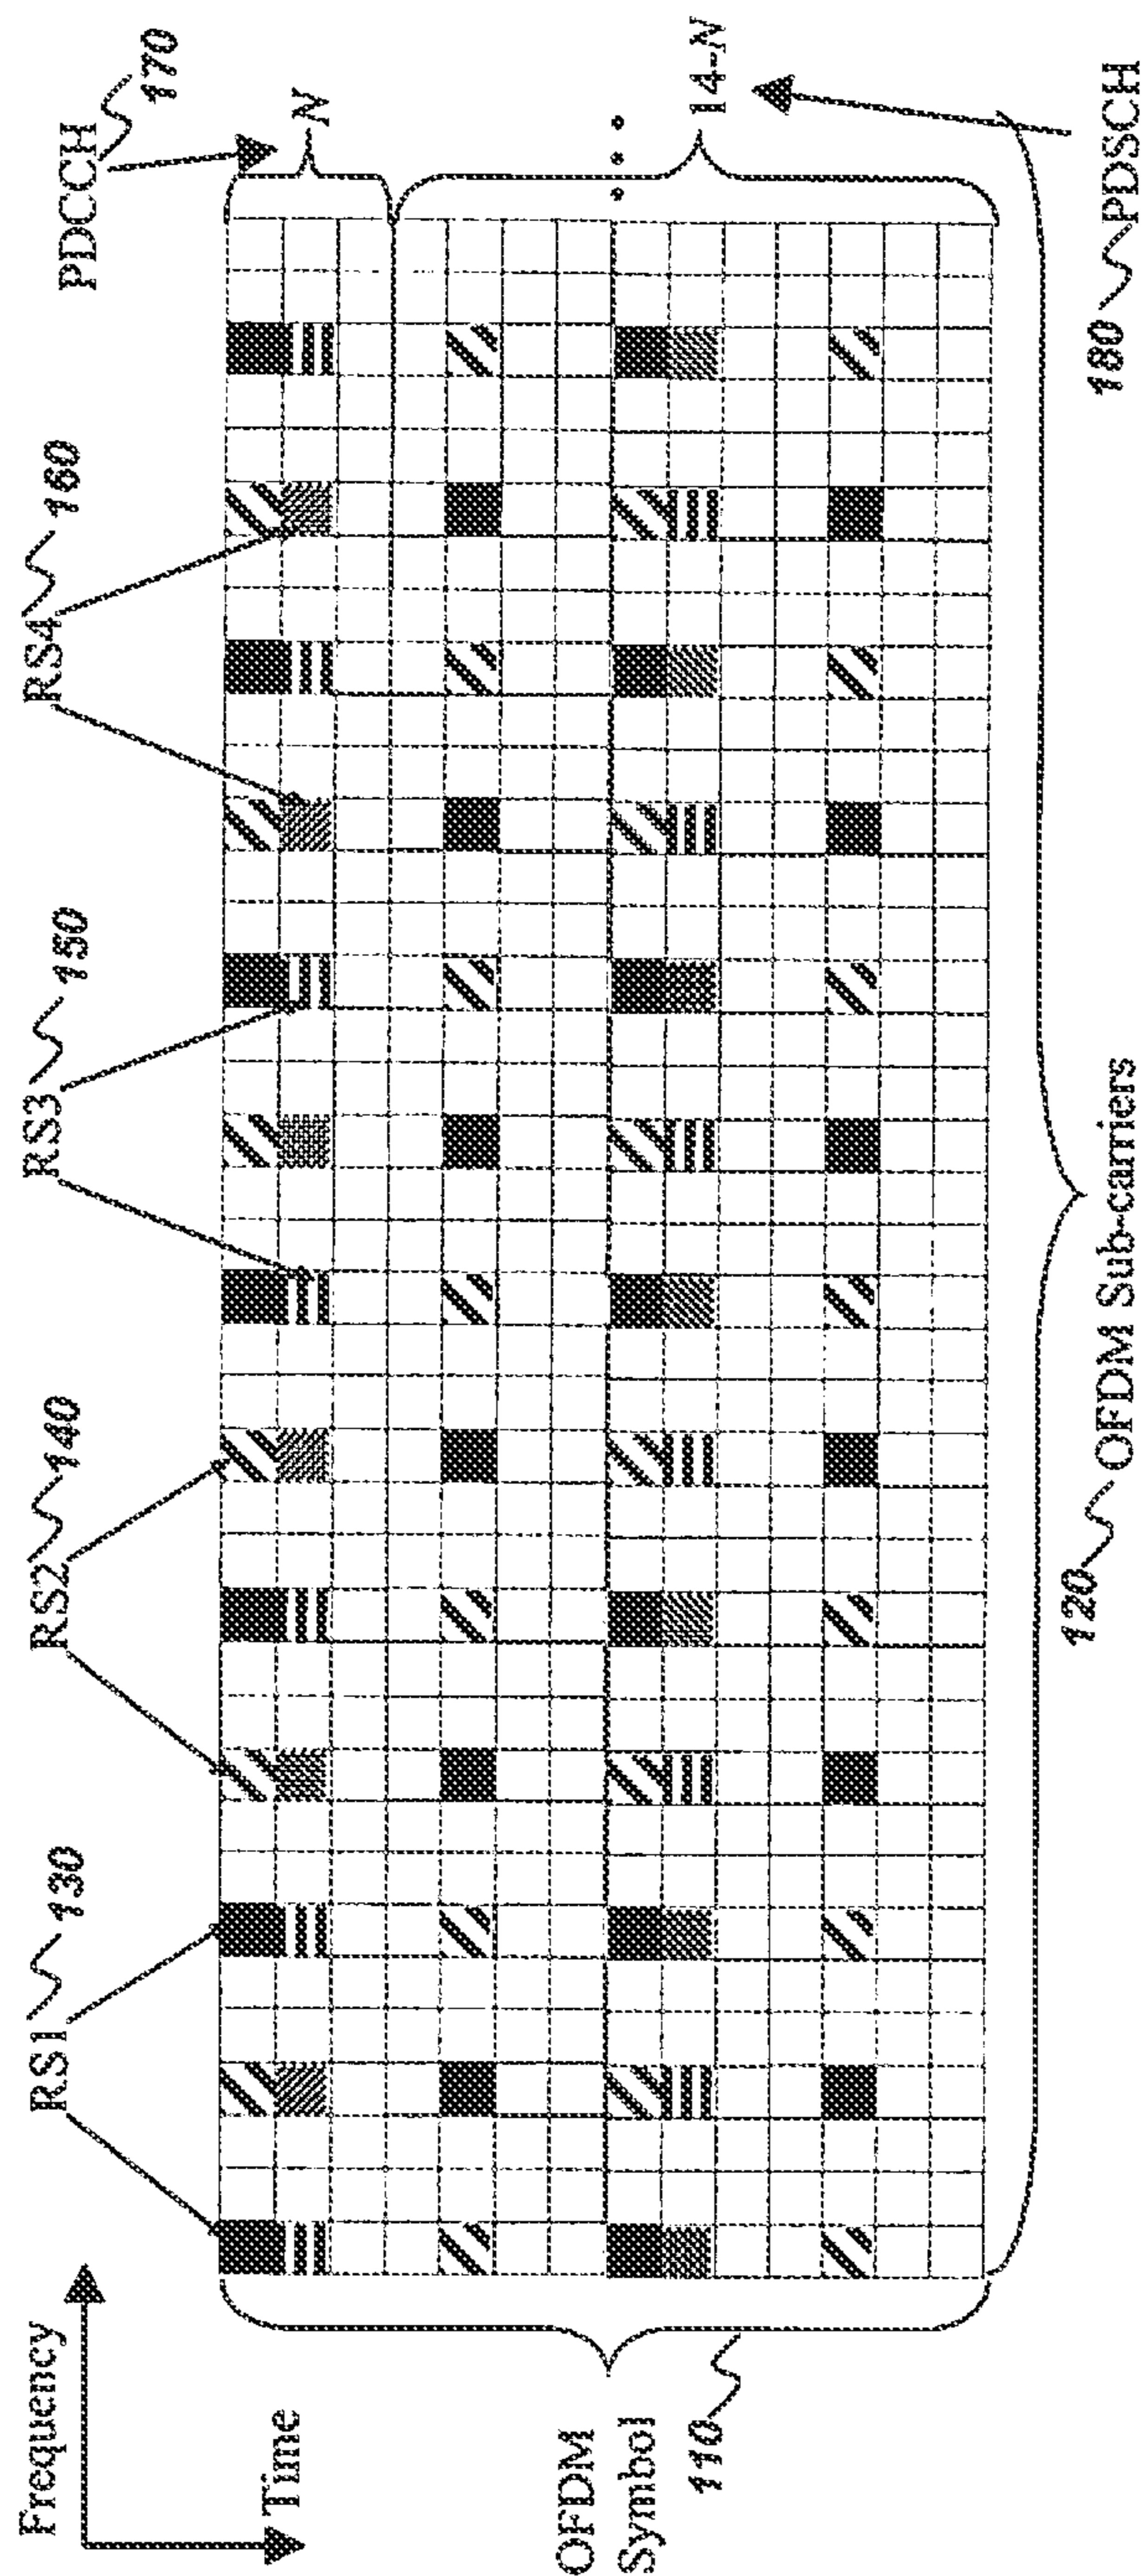 Frequency
Time
RS1 130
RS2 140
RS3 150
RS4 160
PDCCH 170
N
14-N
OFDM
Symbol
110
120 OFDM Sub-carriers
180 PDSCH